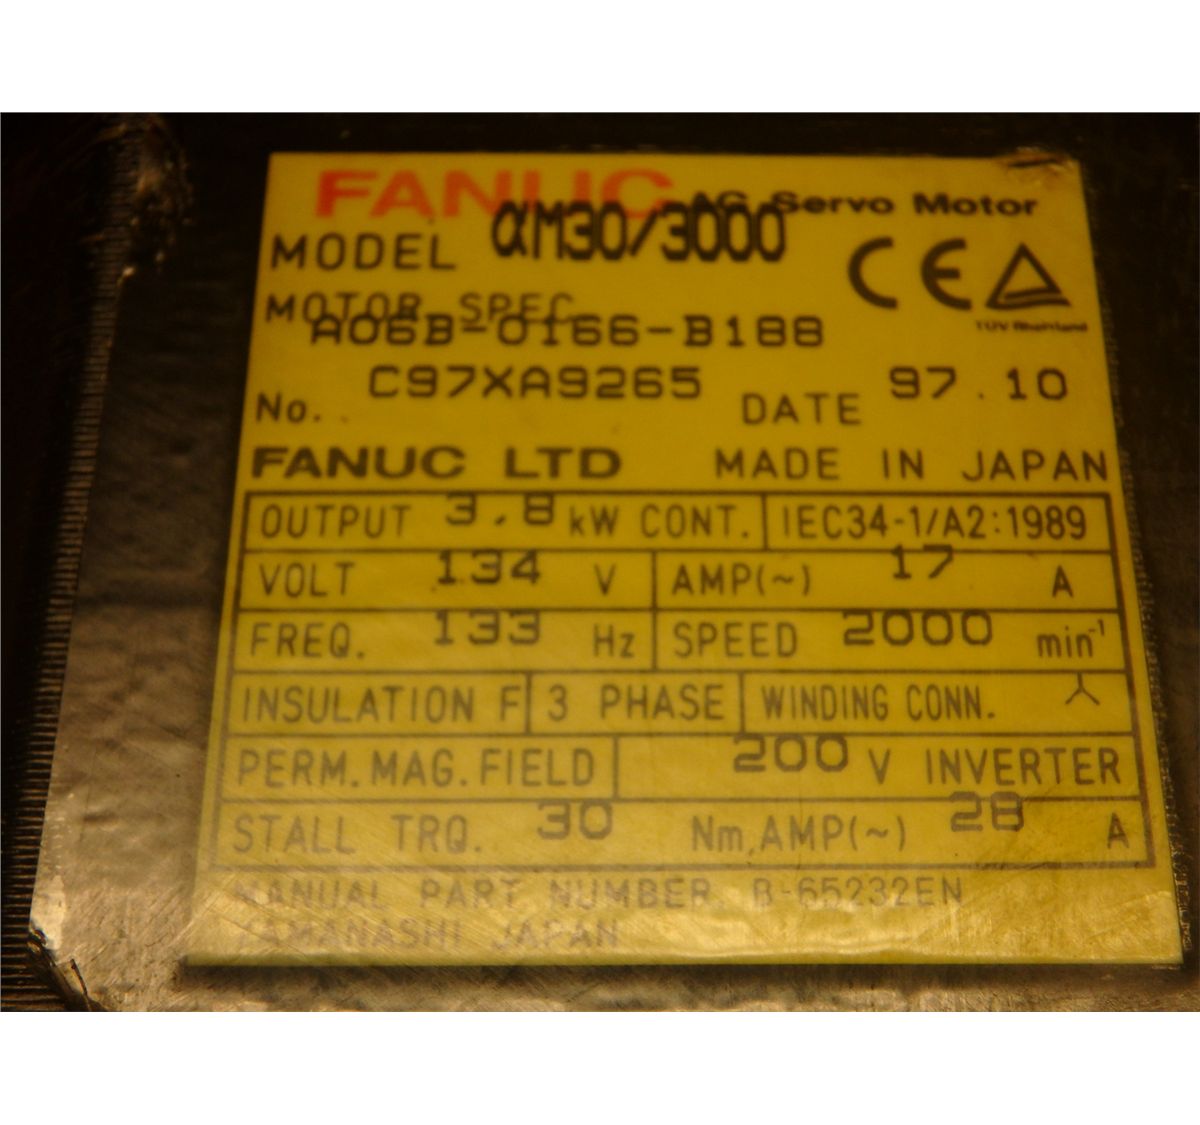 FANUC AC Servo Motor
MODEL αM30/3000
MOTOR SPEC.
A06B-0166-B188
TÜV Rheinland
No. C97XA9265 DATE 97.10
FANUC LTD MADE IN JAPAN
OUTPUT 3.8 kW CONT. IEC34-1/A2:1989
VOLT 134 V AMP(~) 17 A
FREQ. 133 Hz SPEED 2000 min⁻¹
INSULATION F 3 PHASE WINDING CONN.
PERM.MAG.FIELD 200 V INVERTER
STALL TRQ. 30 Nm,AMP(~) 28 A
MANUAL PART NUMBER. B-65232EN
YAMANASHI JAPAN